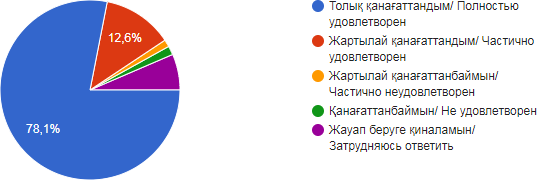 Толық қанағаттандым/ Полностью
удовлетворен
12,6%
Жартылай қанағаттандым/ Частично
удовлетворен
Жартылай қанағаттанбаймын/
Частично неудовлетворен
Қанағаттанбаймын/ Не удовлетворен
78,1%
Жауап беруге қиналамын/
Затрудняюсь ответить